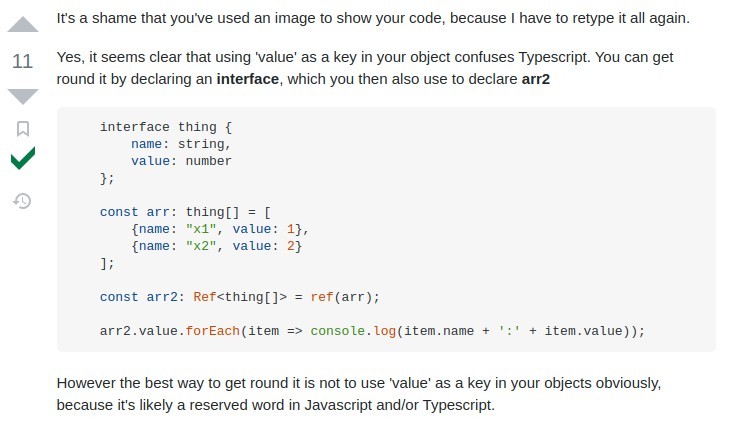 It's a shame that you've used an image to show your code, because I have to retype it all again.
11
Yes, it seems clear that using 'value' as a key in your object confuses Typescript. You can get
round it by declaring an interface, which you then also use to declare arr2
interface thing {
    name: string,
    value: number
};
const arr: thing[] = [
    {name: "x1", value: 1},
    {name: "x2", value: 2}
];
const arr2: Ref<thing[]> = ref(arr);
arr2.value.forEach(item => console.log(item.name + ':' + item.value));
However the best way to get round it is not to use 'value' as a key in your objects obviously,
because it's likely a reserved word in Javascript and/or Typescript.